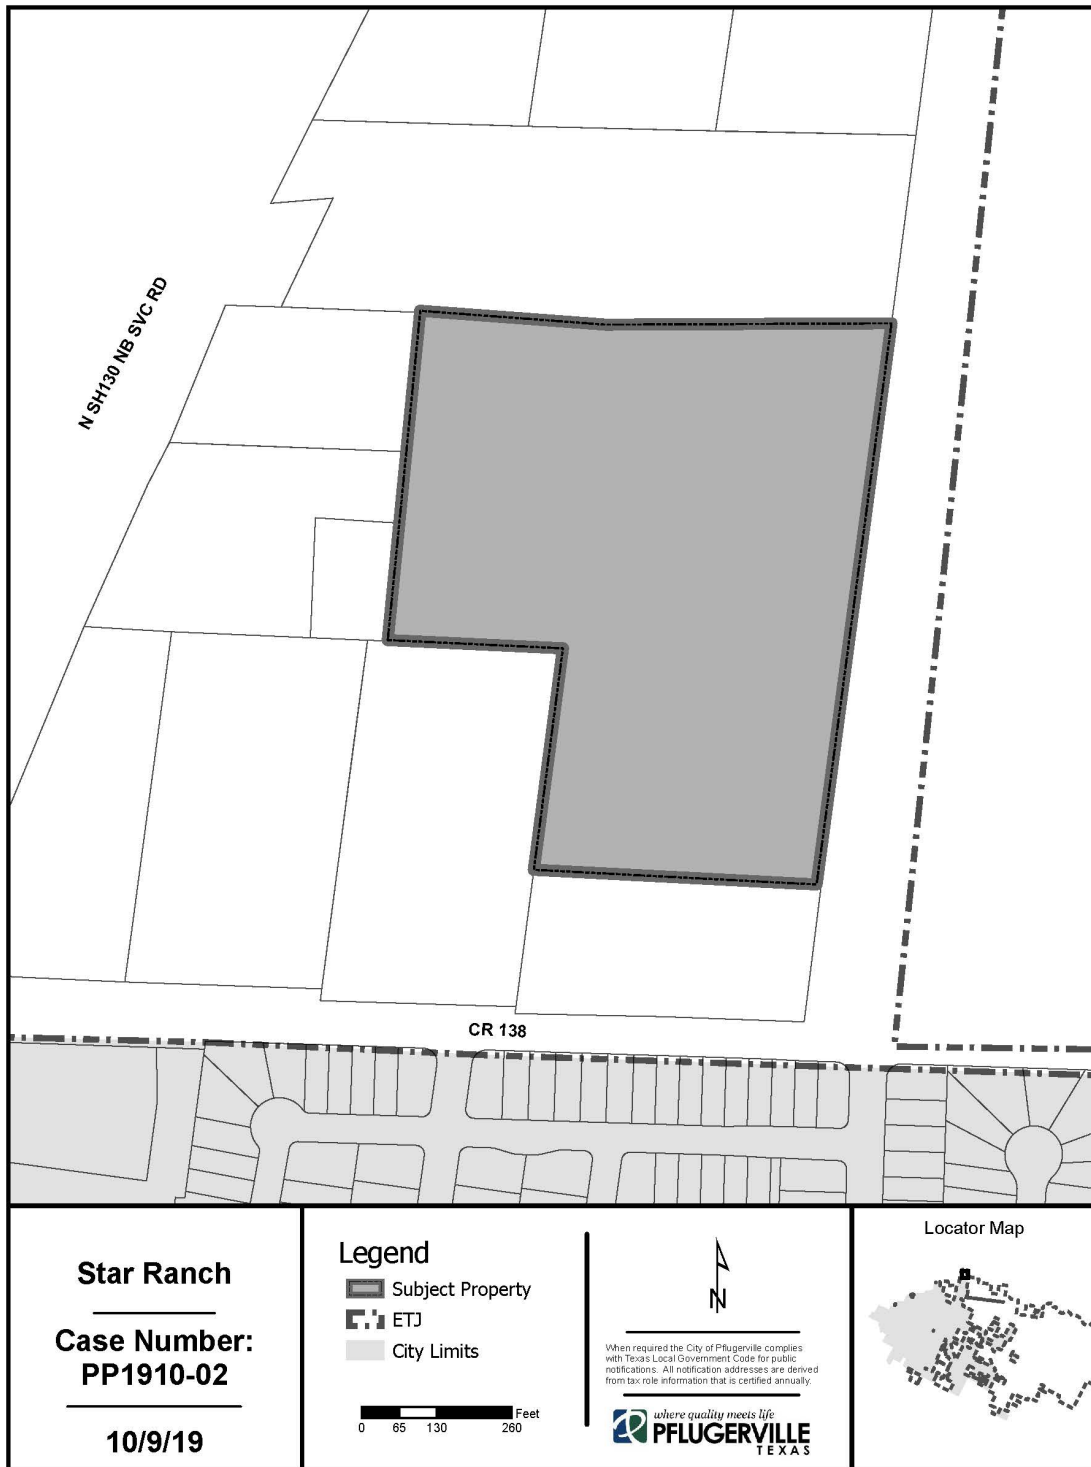 N SH130 NB SVC RD
CR 138
Star Ranch
Case Number:
PP1910-02
10/9/19
Legend
Subject Property
ETJ
City Limits
Feet
0 65 130 260
N
When required the City of Pflugerville complies
with Texas Local Government Code for public
notifications. All notification addresses are derived
from tax role information that is certified annually.
where quality meets life
PFLUGERVILLE
TEXAS
Locator Map